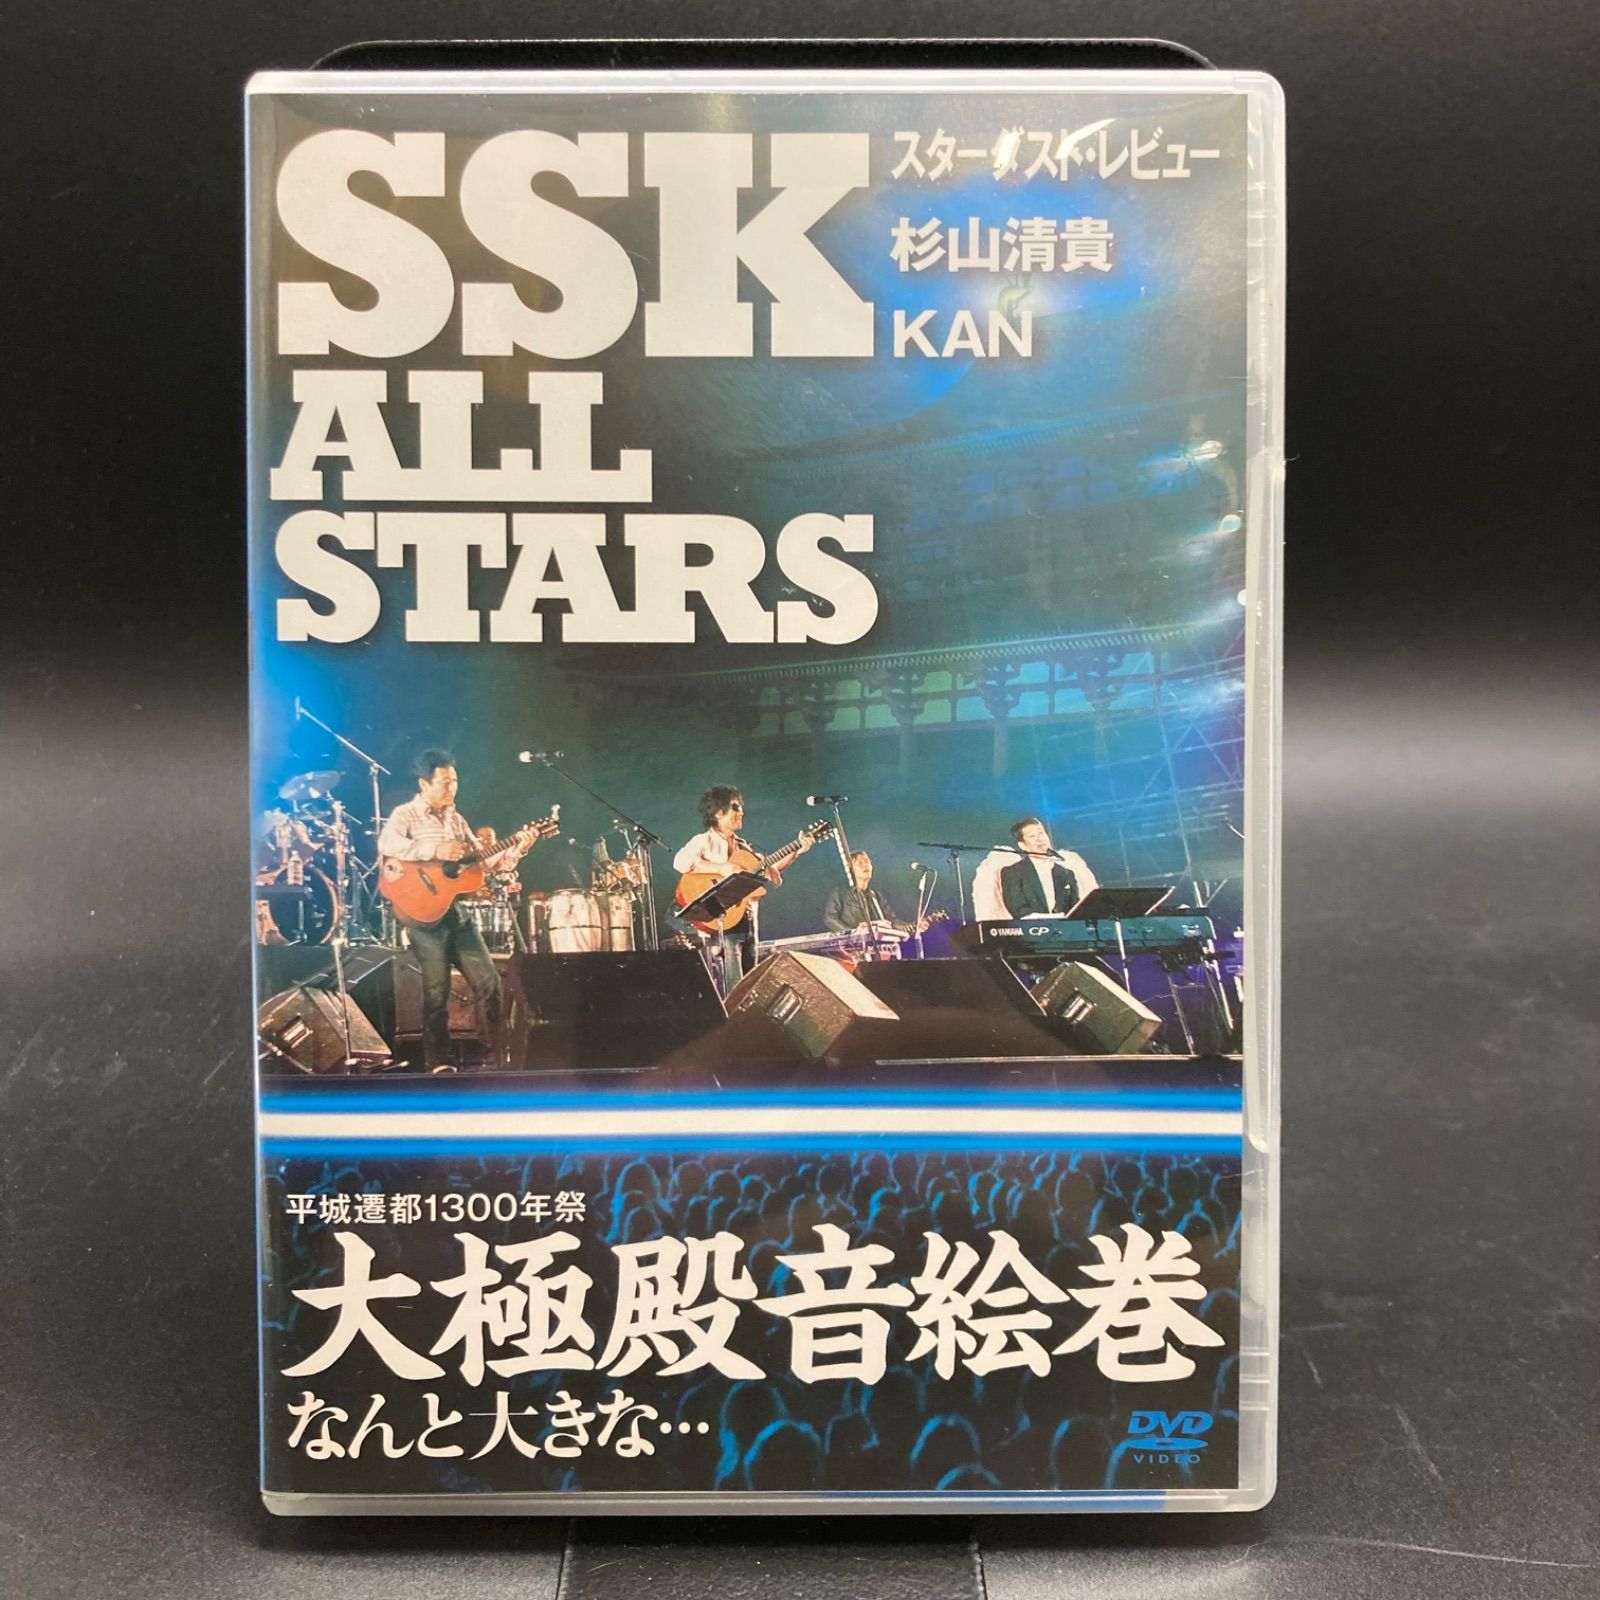 SSK
ALL
STARS
スターダスト・レビュー
杉山清貴
KAN
YAMAHA CP
平城遷都1300年祭
大極殿音絵巻
なんと大きな…
DVD
VIDEO